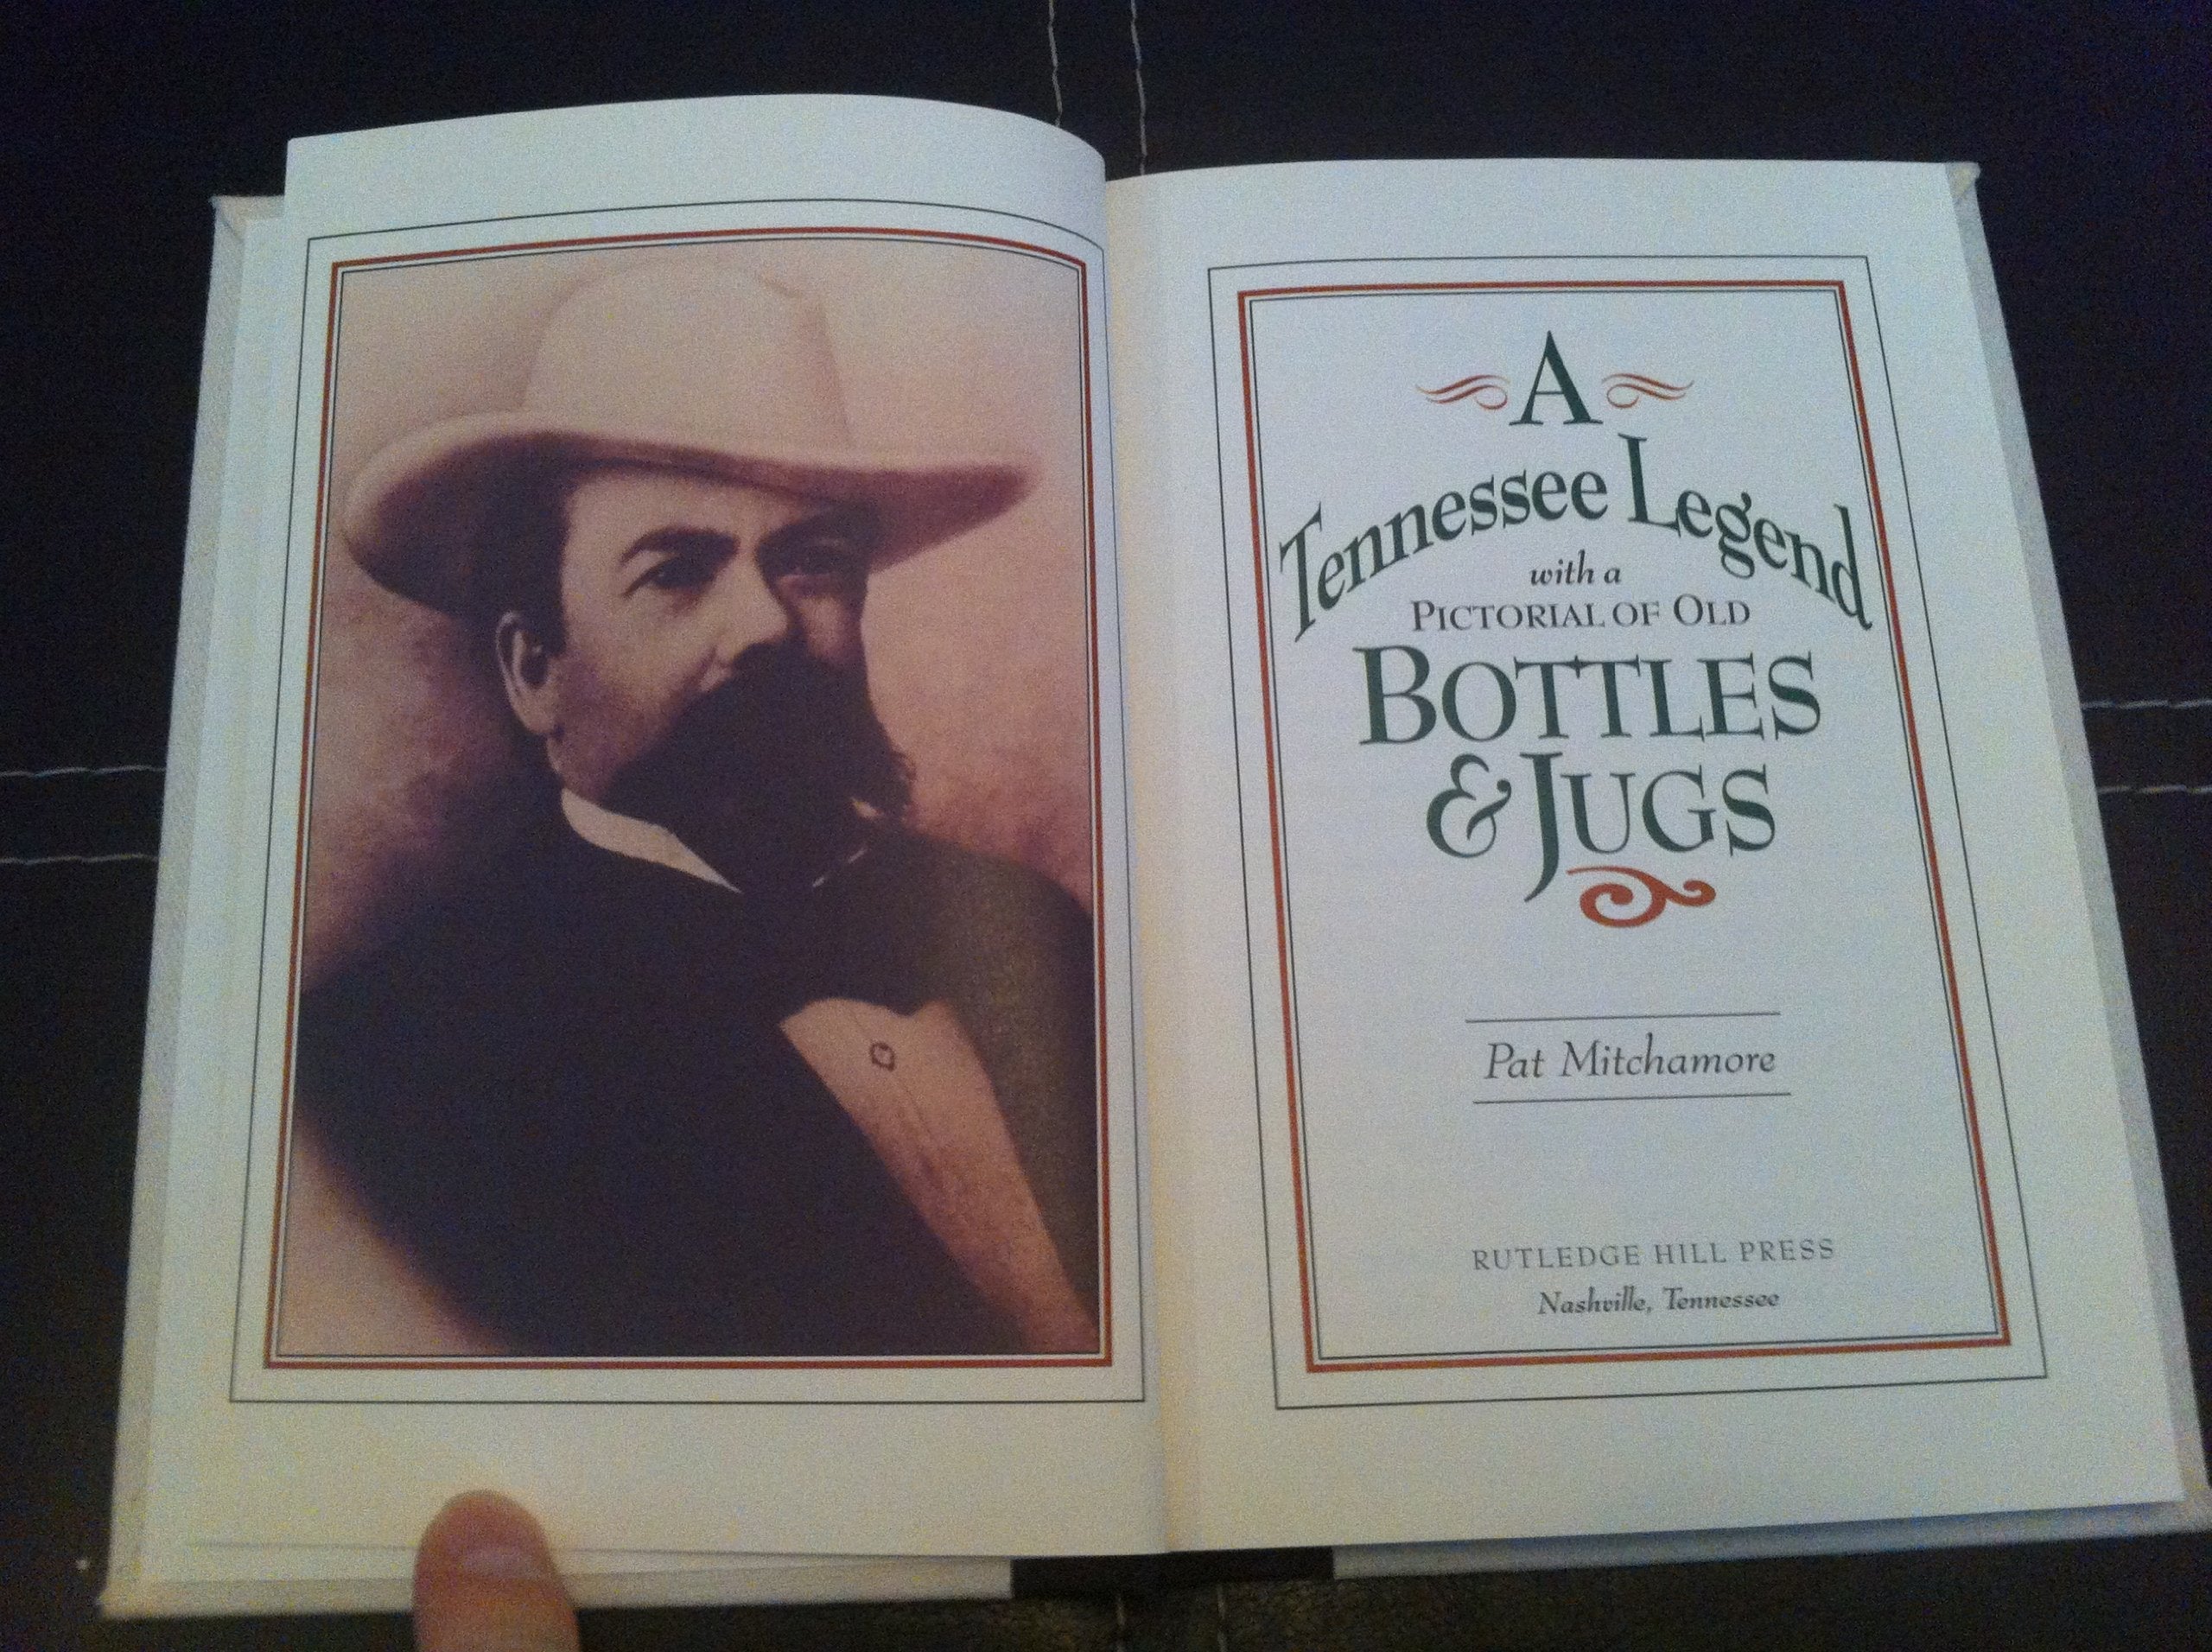 A
Tennessee Legend
with a
PICTORIAL OF OLD
BOTTLES
& JUGS
Pat Mitchamore
RUTLEDGE HILL PRESS
Nashville, Tennessee